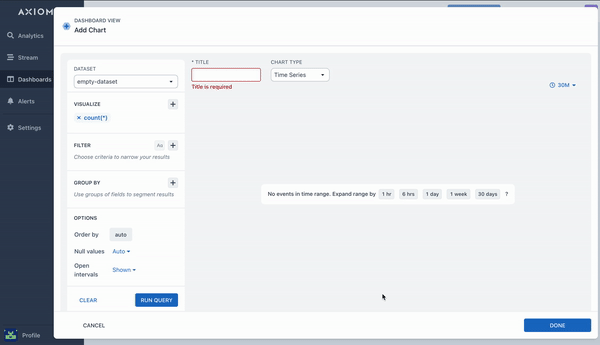 AXIOM
Analytics
Stream
Dashboards
Alerts
Settings
Profile
DASHBOARD VIEW
Add Chart
DATASET
empty-dataset
VISUALIZE
+
× count(*)
FILTER
Aa +
Choose criteria to narrow your results
GROUP BY
+
Use groups of fields to segment results
OPTIONS
Order by auto
Null values Auto
Open intervals Shown
CLEAR RUN QUERY
* TITLE
Title is required
CHART TYPE
Time Series
30M
No events in time range. Expand range by 1 hr 6 hrs 1 day 1 week 30 days ?
CANCEL
DONE